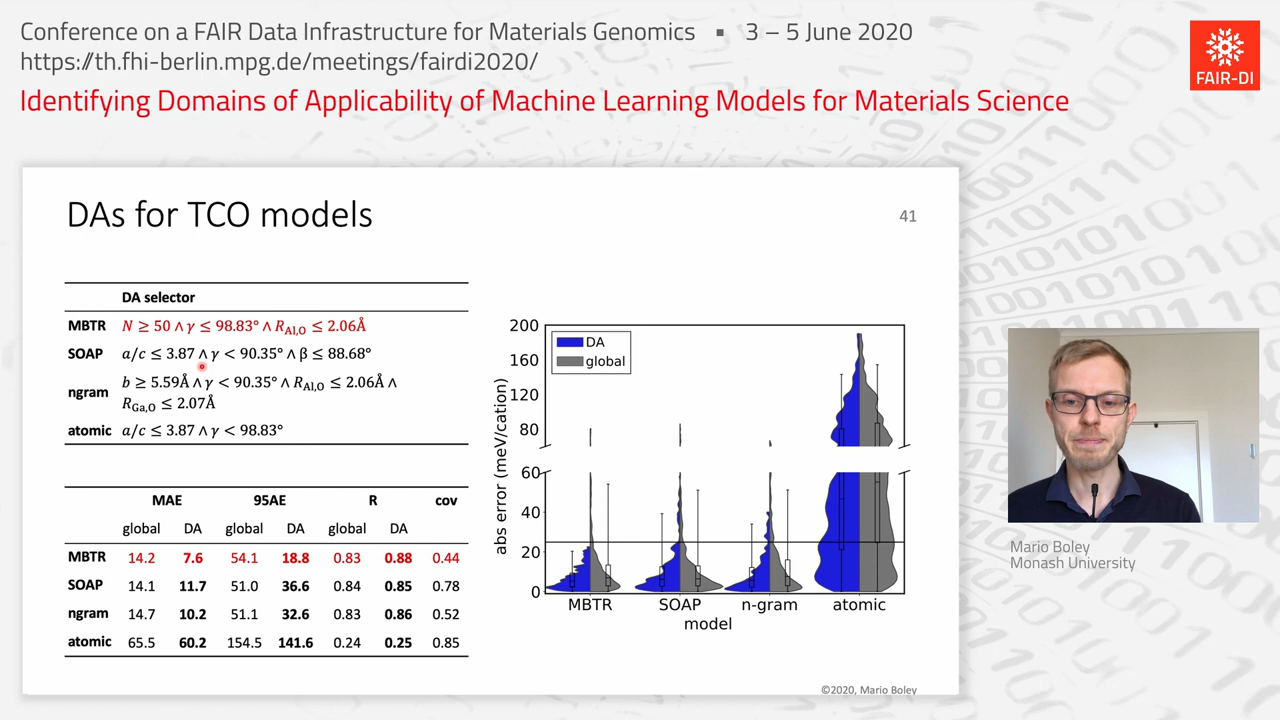 Conference on a FAIR Data Infrastructure for Materials Genomics ▪ 3 – 5 June 2020
https://th.fhi-berlin.mpg.de/meetings/fairdi2020/
Identifying Domains of Applicability of Machine Learning Models for Materials Science
FAIR-DI
DAs for TCO models
41
DA selector
MBTR N ≥ 50 ∧ γ ≤ 98.83° ∧ R_Al,O ≤ 2.06Å
SOAP a/c ≤ 3.87 ∧ γ < 90.35° ∧ β ≤ 88.68°
ngram b ≥ 5.59Å ∧ γ < 90.35° ∧ R_Al,O ≤ 2.06Å ∧
R_Ga,O ≤ 2.07Å
atomic a/c ≤ 3.87 ∧ γ < 98.83°
MAE 95AE R cov
global DA global DA global DA
MBTR 14.2 7.6 54.1 18.8 0.83 0.88 0.44
SOAP 14.1 11.7 51.0 36.6 0.84 0.85 0.78
ngram 14.7 10.2 51.1 32.6 0.83 0.86 0.52
atomic 65.5 60.2 154.5 141.6 0.24 0.25 0.85
abs error (meV/cation)
200
160
120
80
60
40
20
0
DA
global
MBTR SOAP n-gram atomic
model
©2020, Mario Boley
Mario Boley
Monash University